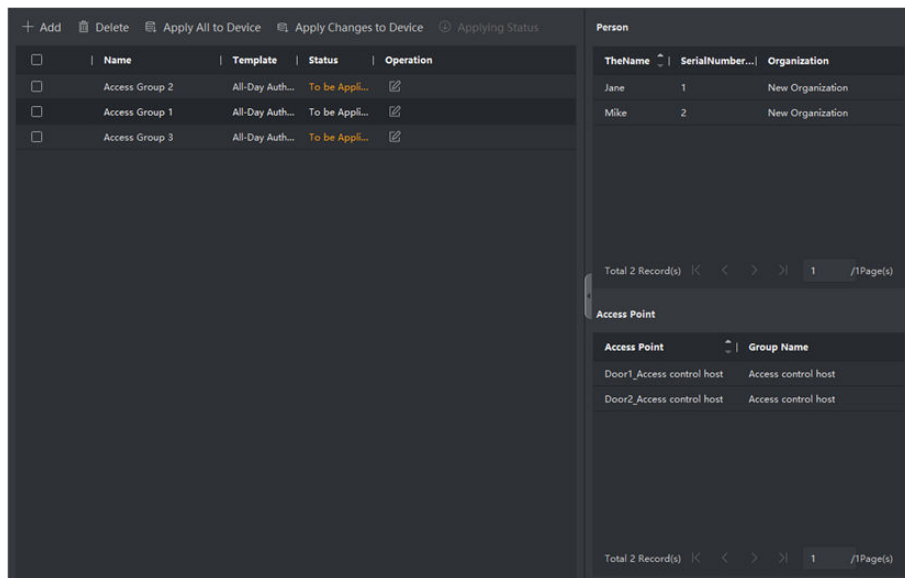 Add Delete Apply All to Device Apply Changes to Device Applying Status
Name Template Status Operation
Access Group 2 All-Day Auth... To be Appli...
Access Group 1 All-Day Auth... To be Appli...
Access Group 3 All-Day Auth... To be Appli...
Person
TheName SerialNumber... Organization
Jane 1 New Organization
Mike 2 New Organization
Total 2 Record(s) 1 /1Page(s)
Access Point
Access Point Group Name
Door1_Access control host Access control host
Door2_Access control host Access control host
Total 2 Record(s) 1 /1Page(s)